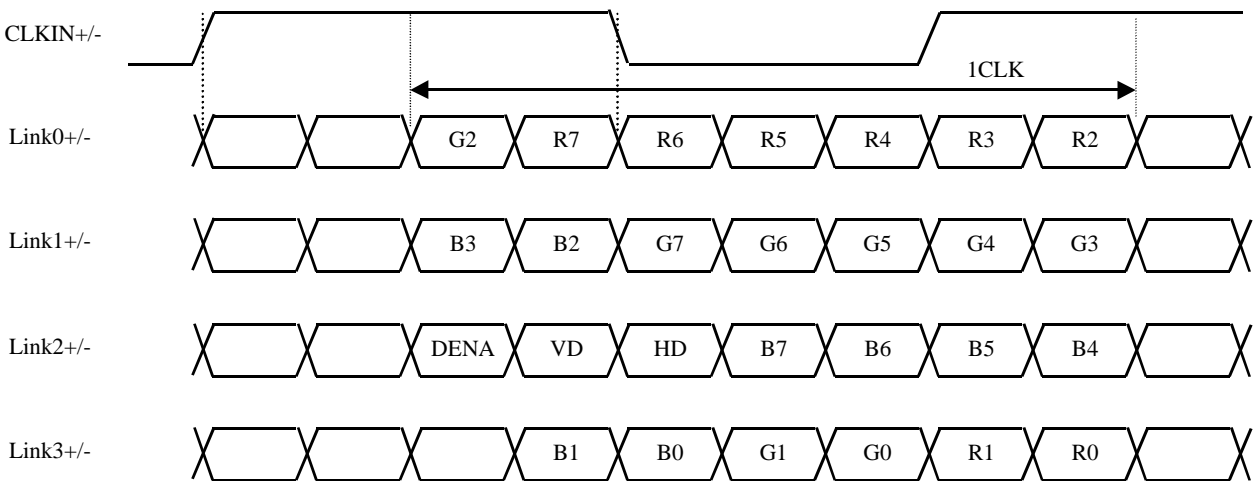 CLKIN+/-
1CLK
Link0+/- G2 R7 R6 R5 R4 R3 R2
Link1+/- B3 B2 G7 G6 G5 G4 G3
Link2+/- DENA VD HD B7 B6 B5 B4
Link3+/- B1 B0 G1 G0 R1 R0